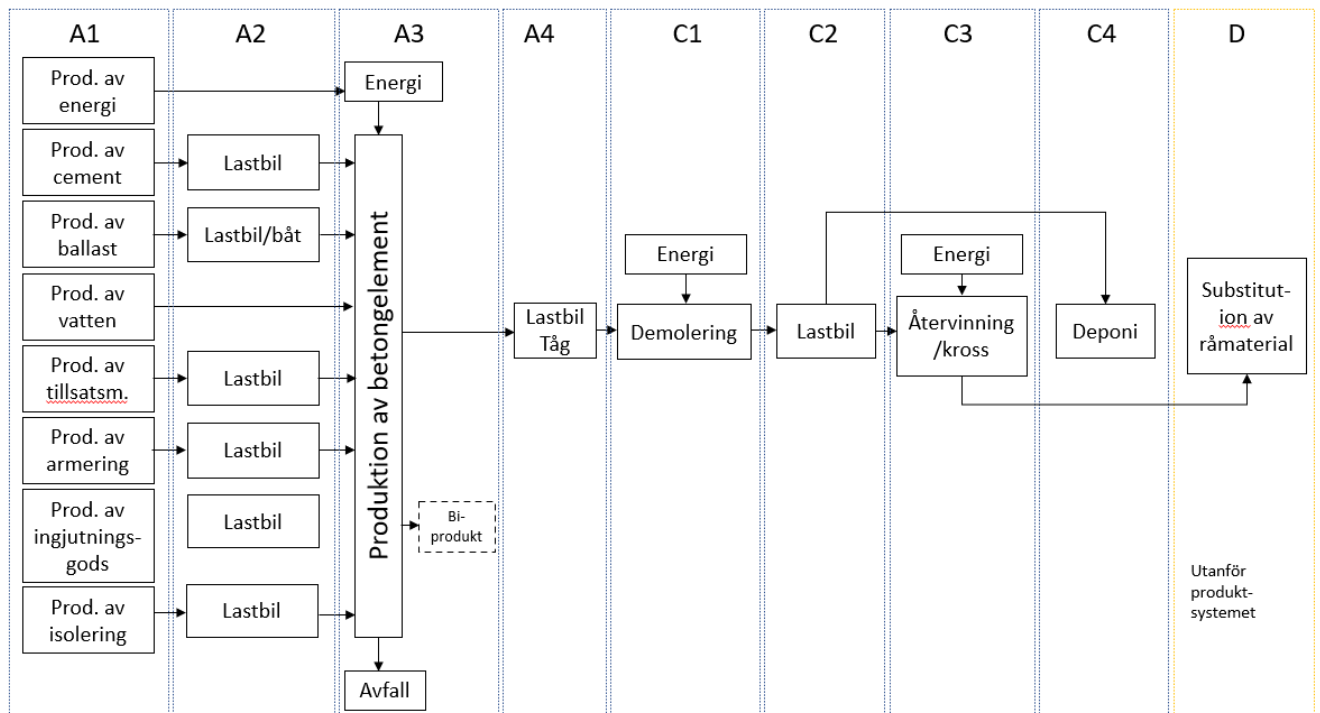 A1
A2
A3
A4
C1
C2
C3
C4
D
Prod. av
energi
Energi
Prod. av
cement
Lastbil
Prod. av
ballast
Lastbil/båt
Prod. av
vatten
Prod. av
tillsatsm.
Lastbil
Prod. av
armering
Lastbil
Prod. av
ingjutnings-
gods
Lastbil
Prod. av
isolering
Lastbil
Produktion av betongelement
Bi-
produkt
Avfall
Lastbil
Tåg
Energi
Demolering
Lastbil
Energi
Återvinning
/kross
Deponi
Substitut-
ion av
råmaterial
Utanför
produkt-
systemet